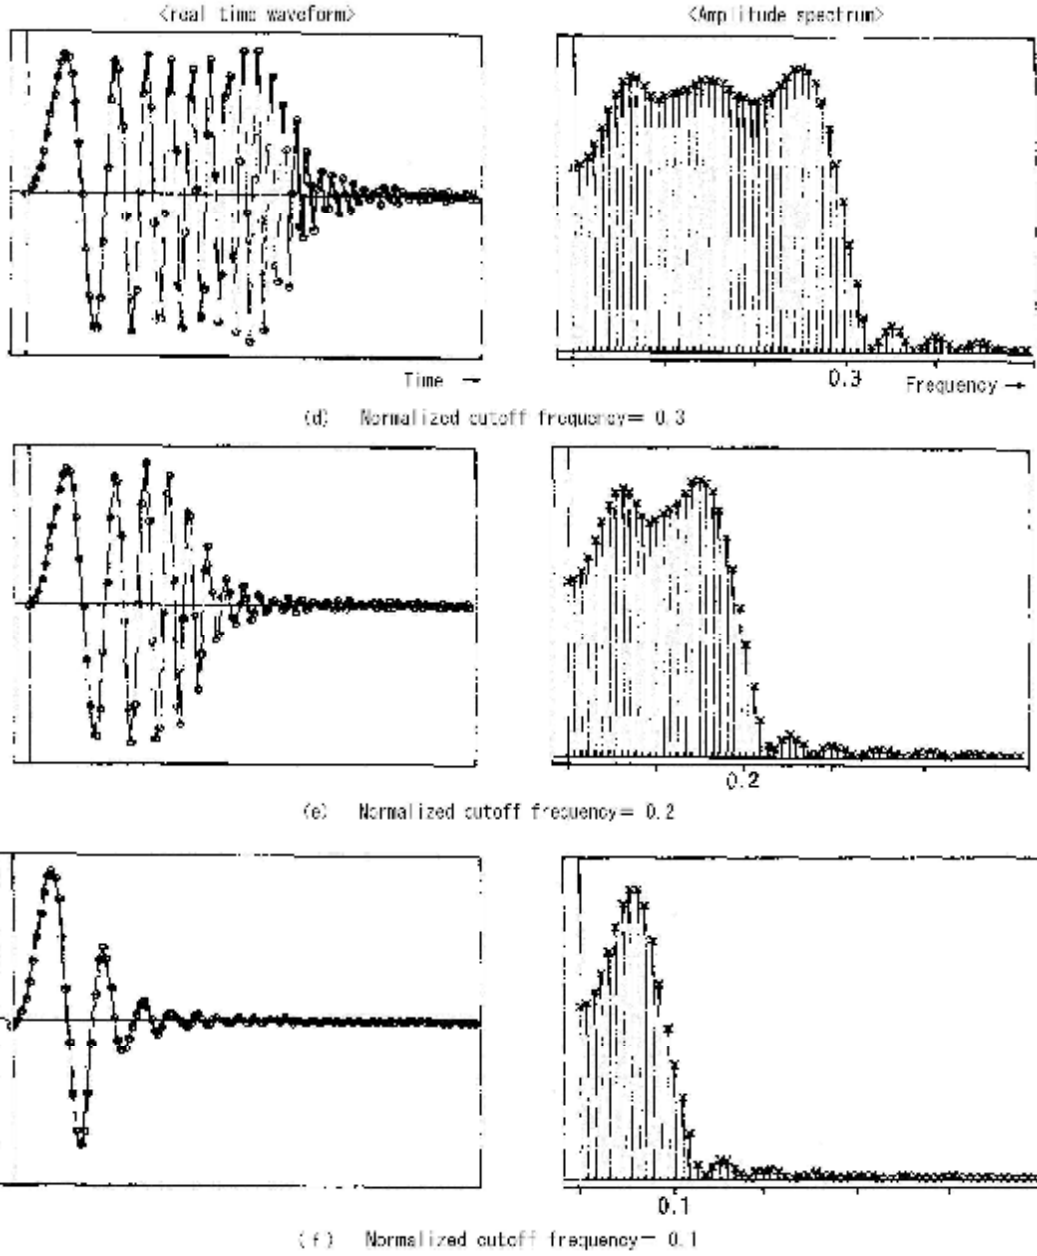 <real time waveform>
<Amplitude spectrum>
Time →
0.3
Frequency →
(d) Normalized cutoff frequency= 0.3
0.2
(e) Normalized cutoff frequency= 0.2
0.1
(f) Normalized cutoff frequency= 0.1